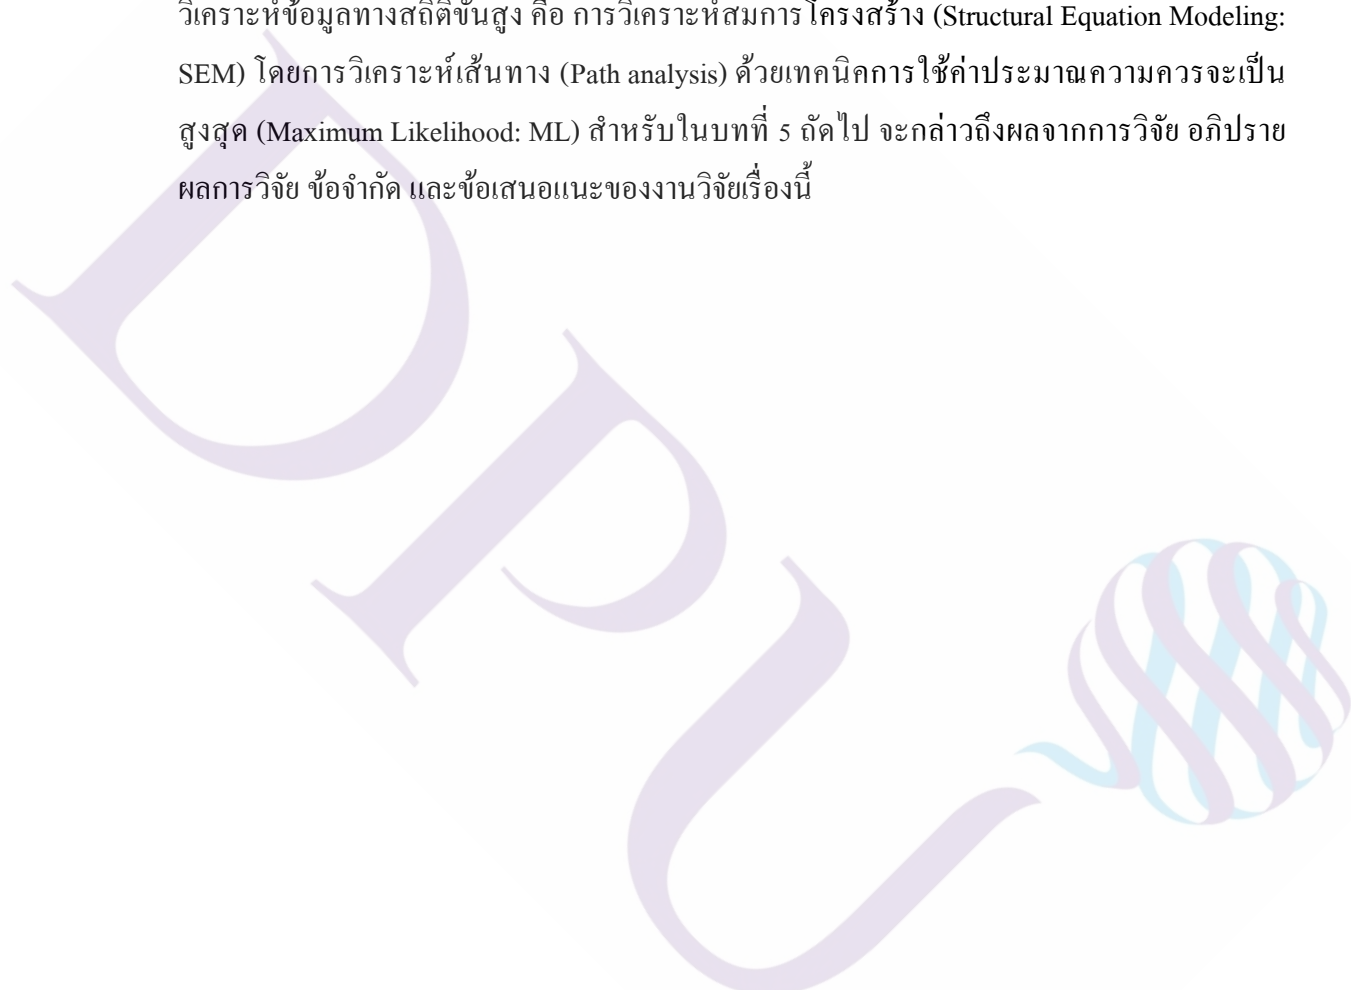 วิเคราะห์ข้อมูลทางสถิติขั้นสูง คือ การวิเคราะห์สมการโครงสร้าง (Structural Equation Modeling:
SEM) โดยการวิเคราะห์เส้นทาง (Path analysis) ด้วยเทคนิคการใช้ค่าประมาณความควรจะเป็น
สูงสุด (Maximum Likelihood: ML) สำหรับในบทที่ 5 ถัดไป จะกล่าวถึงผลจากการวิจัย อภิปราย
ผลการวิจัย ข้อจำกัด และข้อเสนอแนะของงานวิจัยเรื่องนี้
DPU